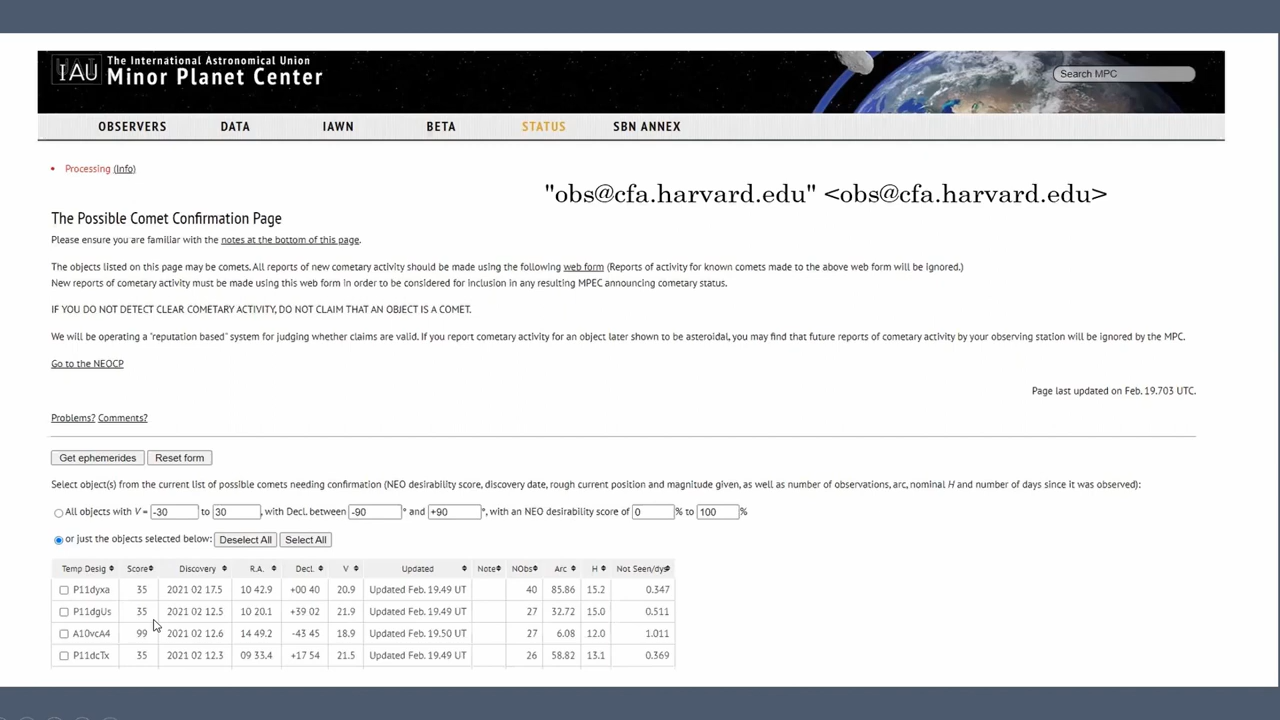 IAU
The International Astronomical Union
Minor Planet Center
Search MPC
OBSERVERS DATA IAWN BETA STATUS SBN ANNEX
Processing (Info)
"obs@cfa.harvard.edu" <obs@cfa.harvard.edu>
The Possible Comet Confirmation Page
Please ensure you are familiar with the notes at the bottom of this page.
The objects listed on this page may be comets. All reports of new cometary activity should be made using the following web form (Reports of activity for known comets made to the above web form will be ignored.)
New reports of cometary activity must be made using this web form in order to be considered for inclusion in any resulting MPEC announcing cometary status.
IF YOU DO NOT DETECT CLEAR COMETARY ACTIVITY, DO NOT CLAIM THAT AN OBJECT IS A COMET.
We will be operating a "reputation based" system for judging whether claims are valid. If you report cometary activity for an object later shown to be asteroidal, you may find that future reports of cometary activity by your observing station will be ignored by the MPC.
Go to the NEOCP
Page last updated on Feb. 19.703 UTC.
Problems? Comments?
Get ephemerides Reset form
Select object(s) from the current list of possible comets needing confirmation (NEO desirability score, discovery date, rough current position and magnitude given, as well as number of observations, arc, nominal H and number of days since it was observed):
All objects with V = -30 to 30 , with Decl. between -90 ° and +90 °, with an NEO desirability score of 0 % to 100 %
or just the objects selected below: Deselect All Select All
Temp Desig Score Discovery R.A. Decl. V Updated Note NObs Arc H Not Seen/dys
P11dyxa 35 2021 02 17.5 10 42.9 +00 40 20.9 Updated Feb. 19.49 UT 40 85.86 15.2 0.347
P11dgUs 35 2021 02 12.5 10 20.1 +39 02 21.9 Updated Feb. 19.49 UT 27 32.72 15.0 0.511
A10vcA4 99 2021 02 12.6 14 49.2 -43 45 18.9 Updated Feb. 19.50 UT 27 6.08 12.0 1.011
P11dcTx 35 2021 02 12.3 09 33.4 +17 54 21.5 Updated Feb. 19.49 UT 26 58.82 13.1 0.369